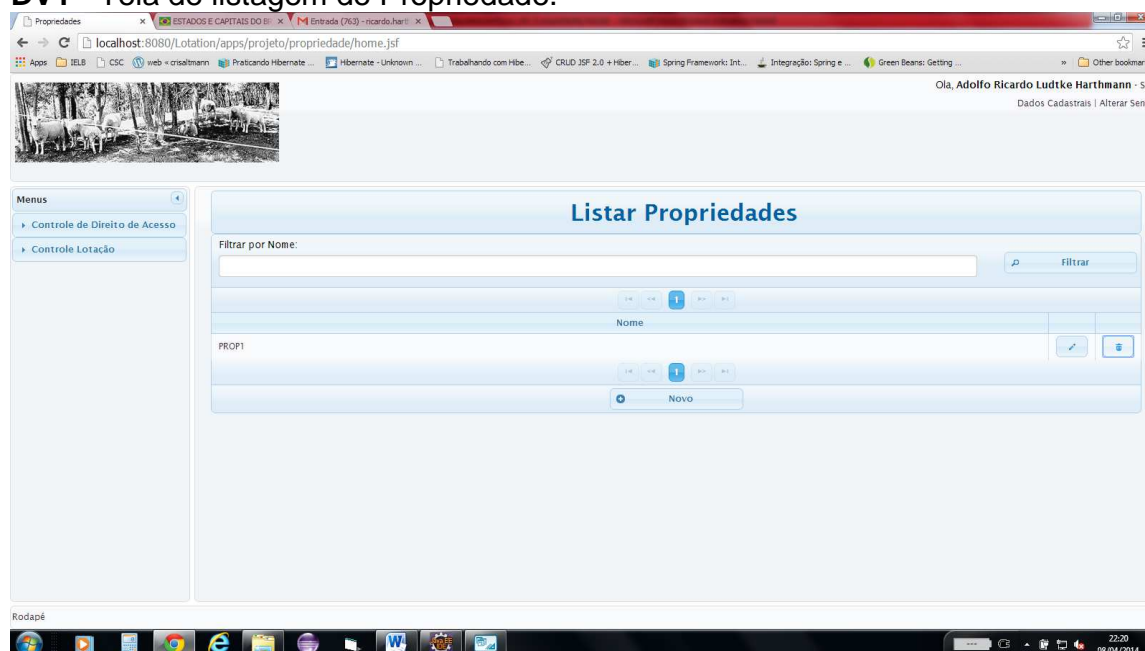 DV1 - Tela de listagem de Propriedade.
Propriedades
ESTADOS E CAPITAIS DO
Entrada (763) - ricardo.hart
localhost:8080/Lotation/apps/projeto/propriedade/home.jsf
Apps
IELB
CSC
web « crisaltmann
Praticando Hibernate ...
Hibernate - Unknown ...
Trabalhando com Hibe...
CRUD JSF 2.0 + Hiber...
Spring Framework: Int...
Integração: Spring e ...
Green Beans: Getting ...
»
Other bookmar
Ola, Adolfo Ricardo Ludtke Harthmann - S
Dados Cadastrais | Alterar Sen
Menus
Controle de Direito de Acesso
Controle Lotação
Listar Propriedades
Filtrar por Nome:
Filtrar
1
Nome
PROP1
1
Novo
Rodapé
22:20
08/04/2014